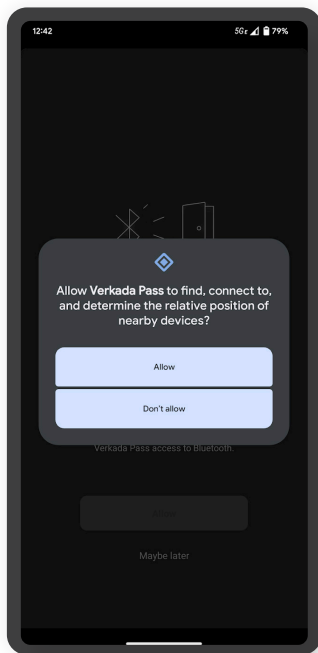 12:42
5GE 79%
Allow Verkada Pass to find, connect to,
and determine the relative position of
nearby devices?
Allow
Don't allow
Verkada Pass access to Bluetooth.
Maybe later